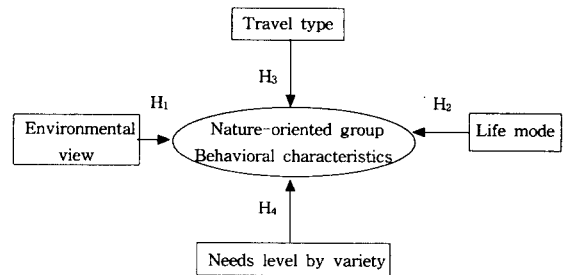 Travel type
H₃
H₁
H₂
Environmental
view
Nature-oriented group
Behavioral characteristics
Life mode
H₄
Needs level by variety